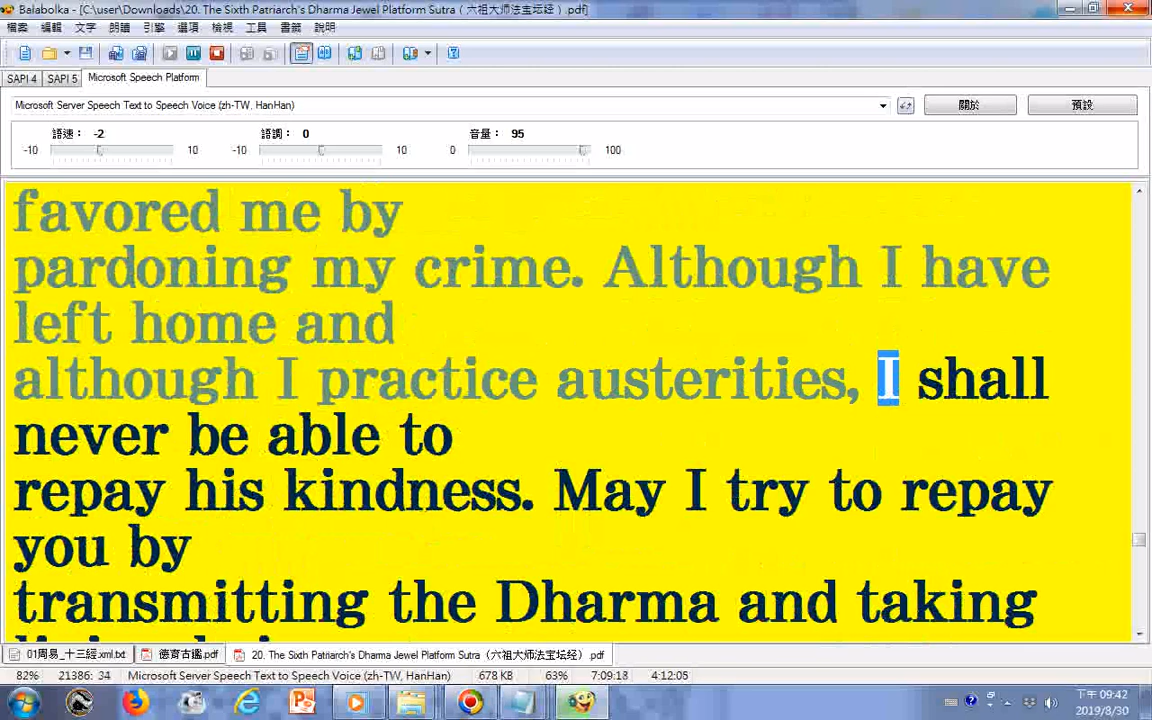 Balabolka - [C:\user\Downloads\20. The Sixth Patriarch's Dharma Jewel Platform Sutra（六祖大师法宝坛经）.pdf]
檔案 編輯 文字 朗讀 引擎 選項 檢視 工具 書籤 說明
SAPI 4 SAPI 5 Microsoft Speech Platform
Microsoft Server Speech Text to Speech Voice (zh-TW, HanHan) 關於 預設
語速： -2 語調： 0 音量： 95
-10 10 -10 10 0 100
favored me by
pardoning my crime. Although I have
left home and
although I practice austerities, I shall
never be able to
repay his kindness. May I try to repay
you by
transmitting the Dharma and taking
01周易_十三經.xml.txt 德育古鑑.pdf 20. The Sixth Patriarch's Dharma Jewel Platform Sutra（六祖大师法宝坛经）.pdf
82% 21386: 34 Microsoft Server Speech Text to Speech Voice (zh-TW, HanHan) 678 KB 63% 7:09:18 4:12:05
下午 09:42
2019/8/30